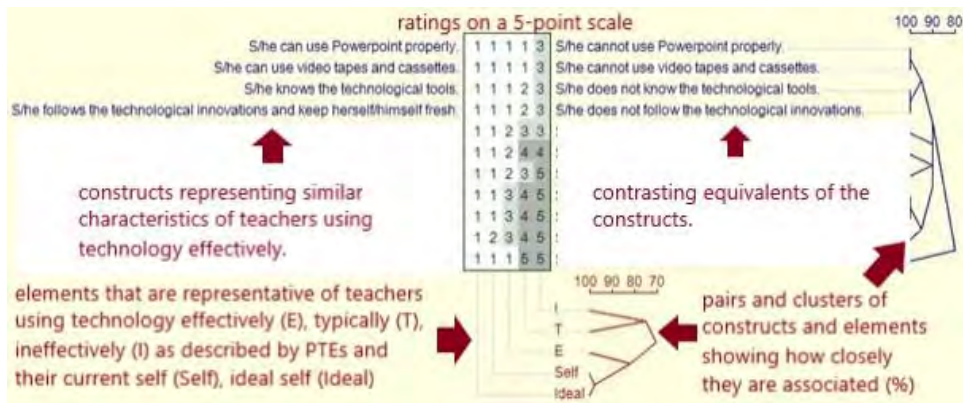 ratings on a 5-point scale
100 90 80
S/he can use Powerpoint properly. 1 1 1 1 3 S/he cannot use Powerpoint properly.
S/he can use video tapes and cassettes. 1 1 1 1 3 S/he cannot use video tapes and cassettes.
S/he knows the technological tools. 1 1 1 2 3 S/he does not know the technological tools.
S/he follows the technological innovations and keep herself/himself fresh. 1 1 1 2 3 S/he does not follow the technological innovations.
1 1 2 3 3
1 1 2 4 4
1 1 2 3 5
1 1 3 4 5
1 1 3 4 5
1 2 3 4 5
1 1 1 5 5
constructs representing similar
characteristics of teachers using
technology effectively.
contrasting equivalents of the
constructs.
elements that are representative of teachers
using technology effectively (E), typically (T),
ineffectively (I) as described by PTEs and
their current self (Self), ideal self (Ideal)
100 90 80 70
I
T
E
Self
Ideal
pairs and clusters of
constructs and elements
showing how closely
they are associated (%)